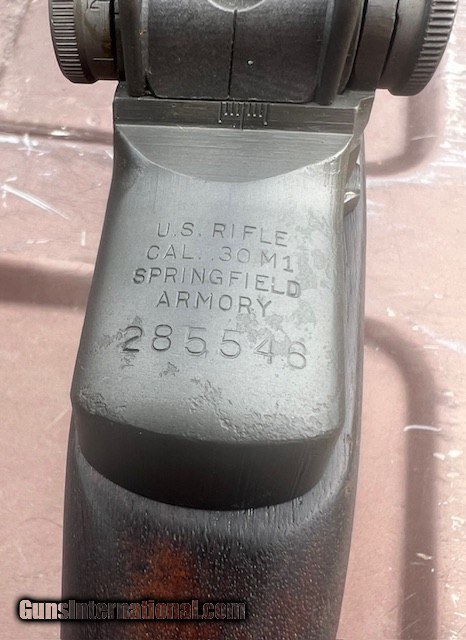 U.S. RIFLE
CAL. .30 M1
SPRINGFIELD
ARMORY
285546
GunsInternational.com